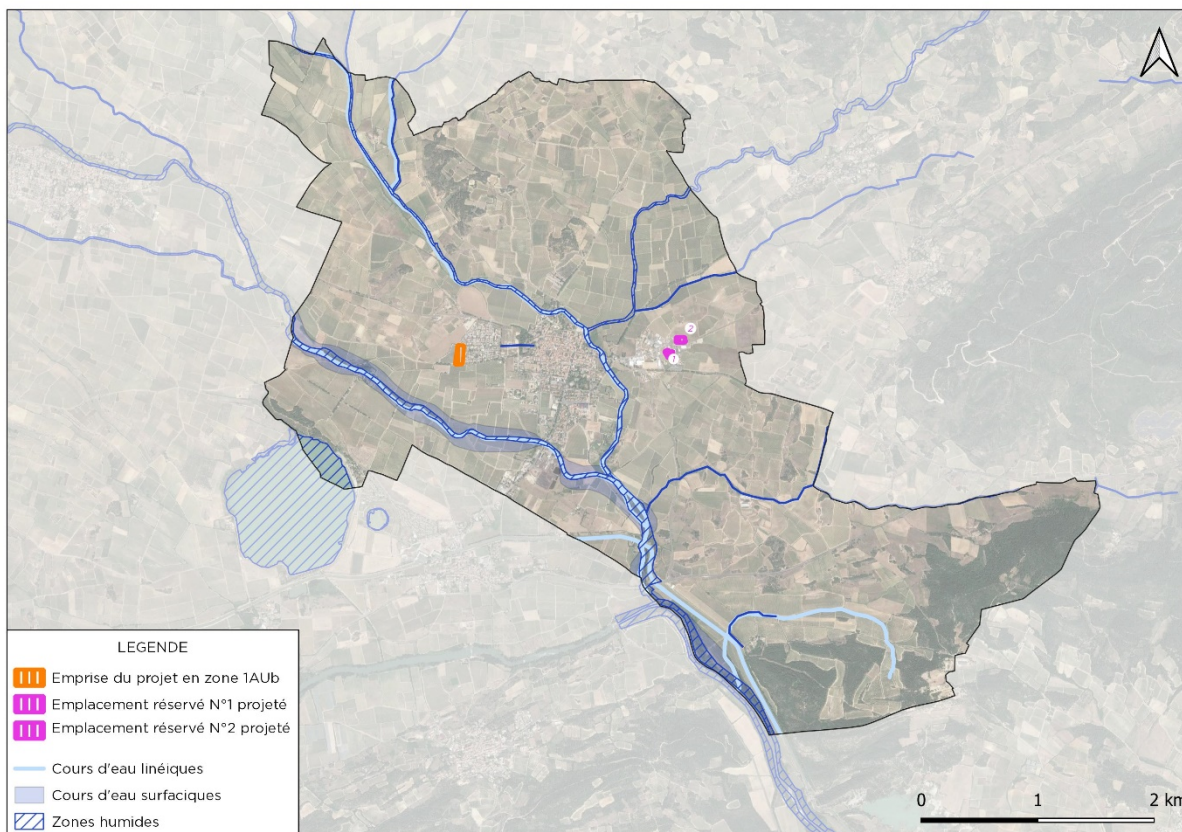 2
1
LEGENDE
Emprise du projet en zone 1AUb
Emplacement réservé N°1 projeté
Emplacement réservé N°2 projeté
Cours d'eau linéiques
Cours d'eau surfaciques
Zones humides
0 1 2 km